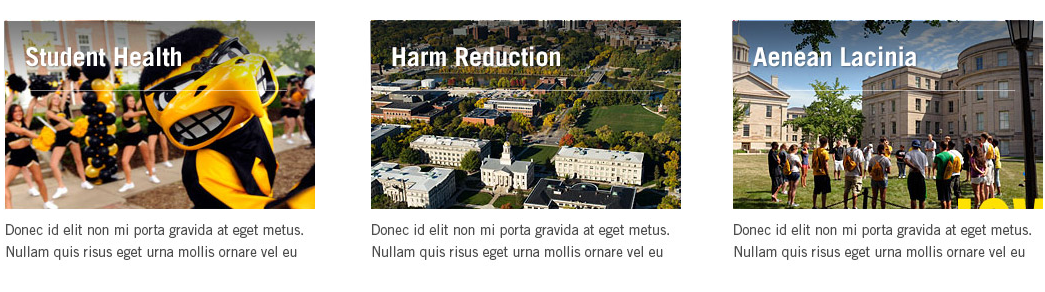 Student Health
Harm Reduction
Aenean Lacinia
Donec id elit non mi porta gravida at eget metus.
Nullam quis risus eget urna mollis ornare vel eu
Donec id elit non mi porta gravida at eget metus.
Nullam quis risus eget urna mollis ornare vel eu
Donec id elit non mi porta gravida at eget metus.
Nullam quis risus eget urna mollis ornare vel eu